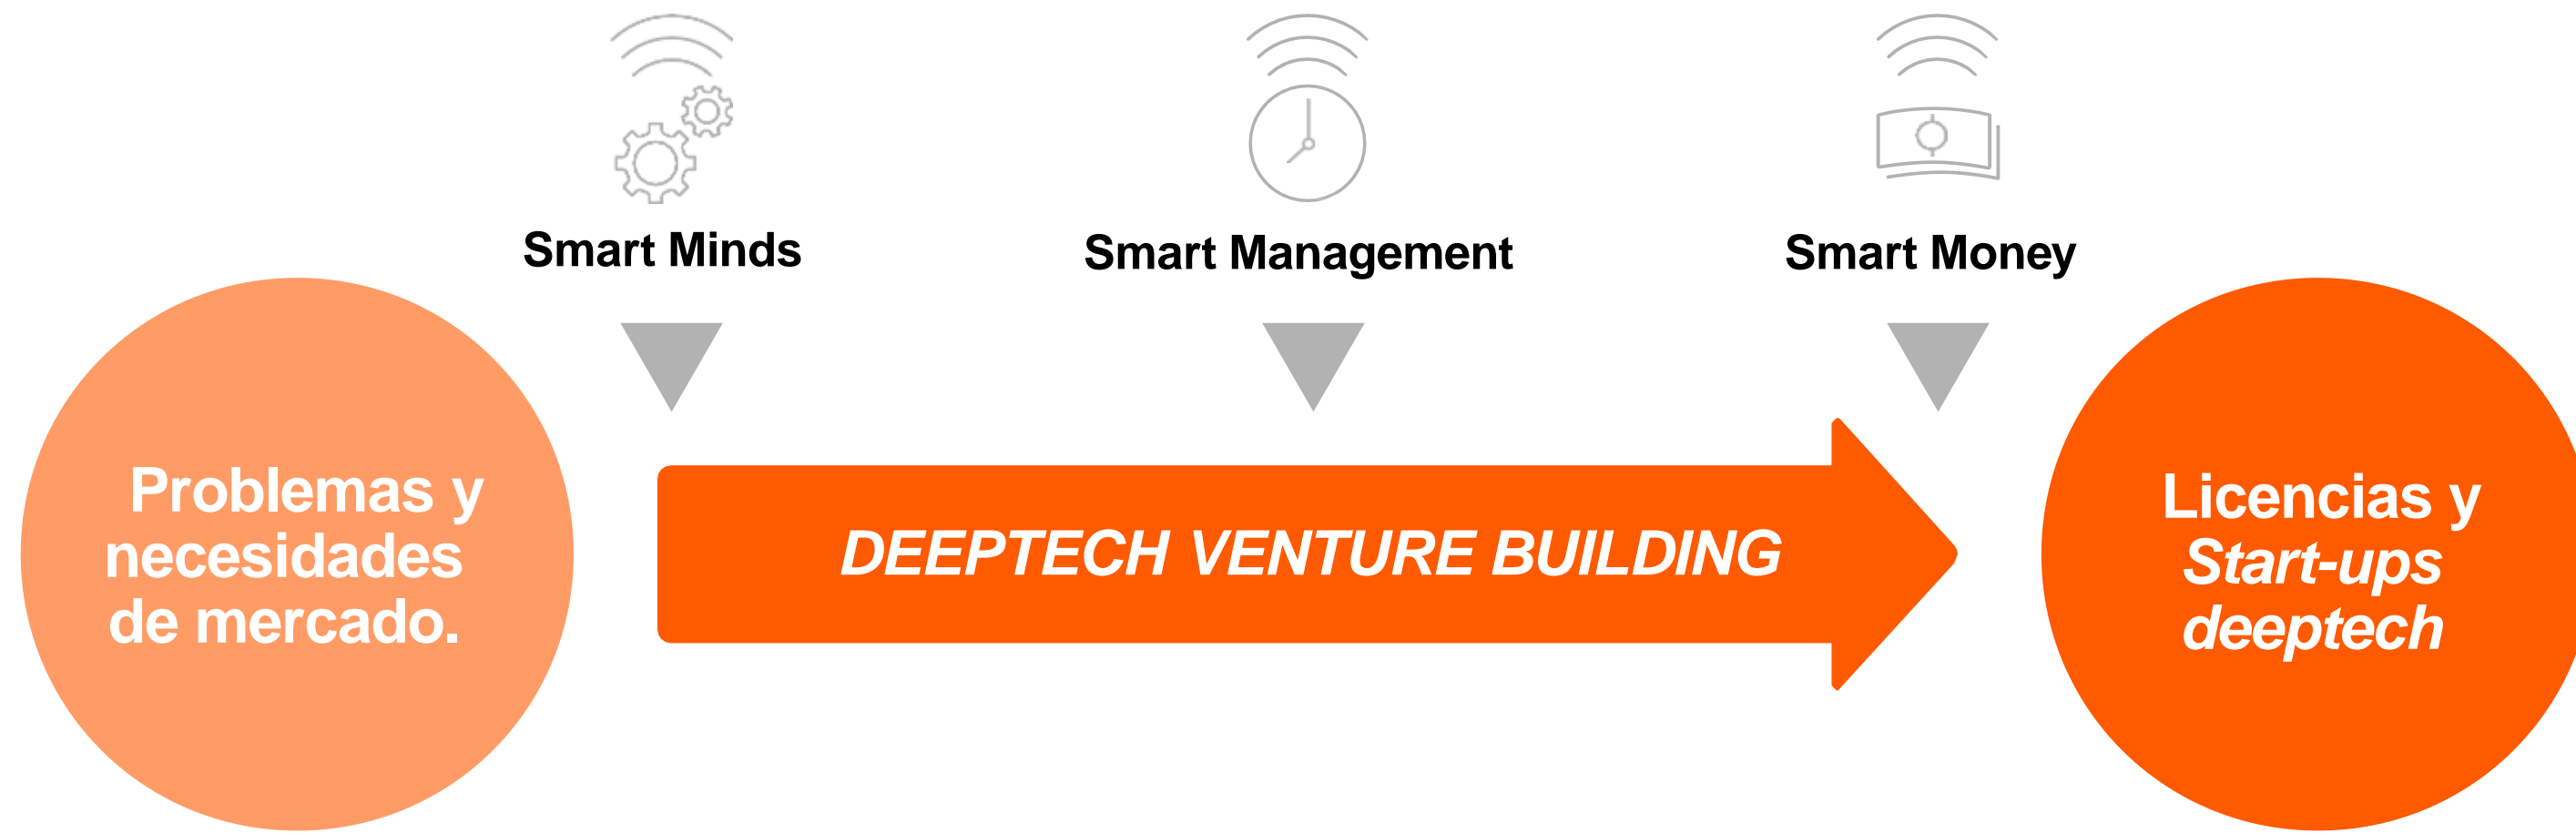 Smart Minds
Smart Management
Smart Money
Problemas y
necesidades
de mercado.
DEEPTECH VENTURE BUILDING
Licencias y
Start-ups
deeptech